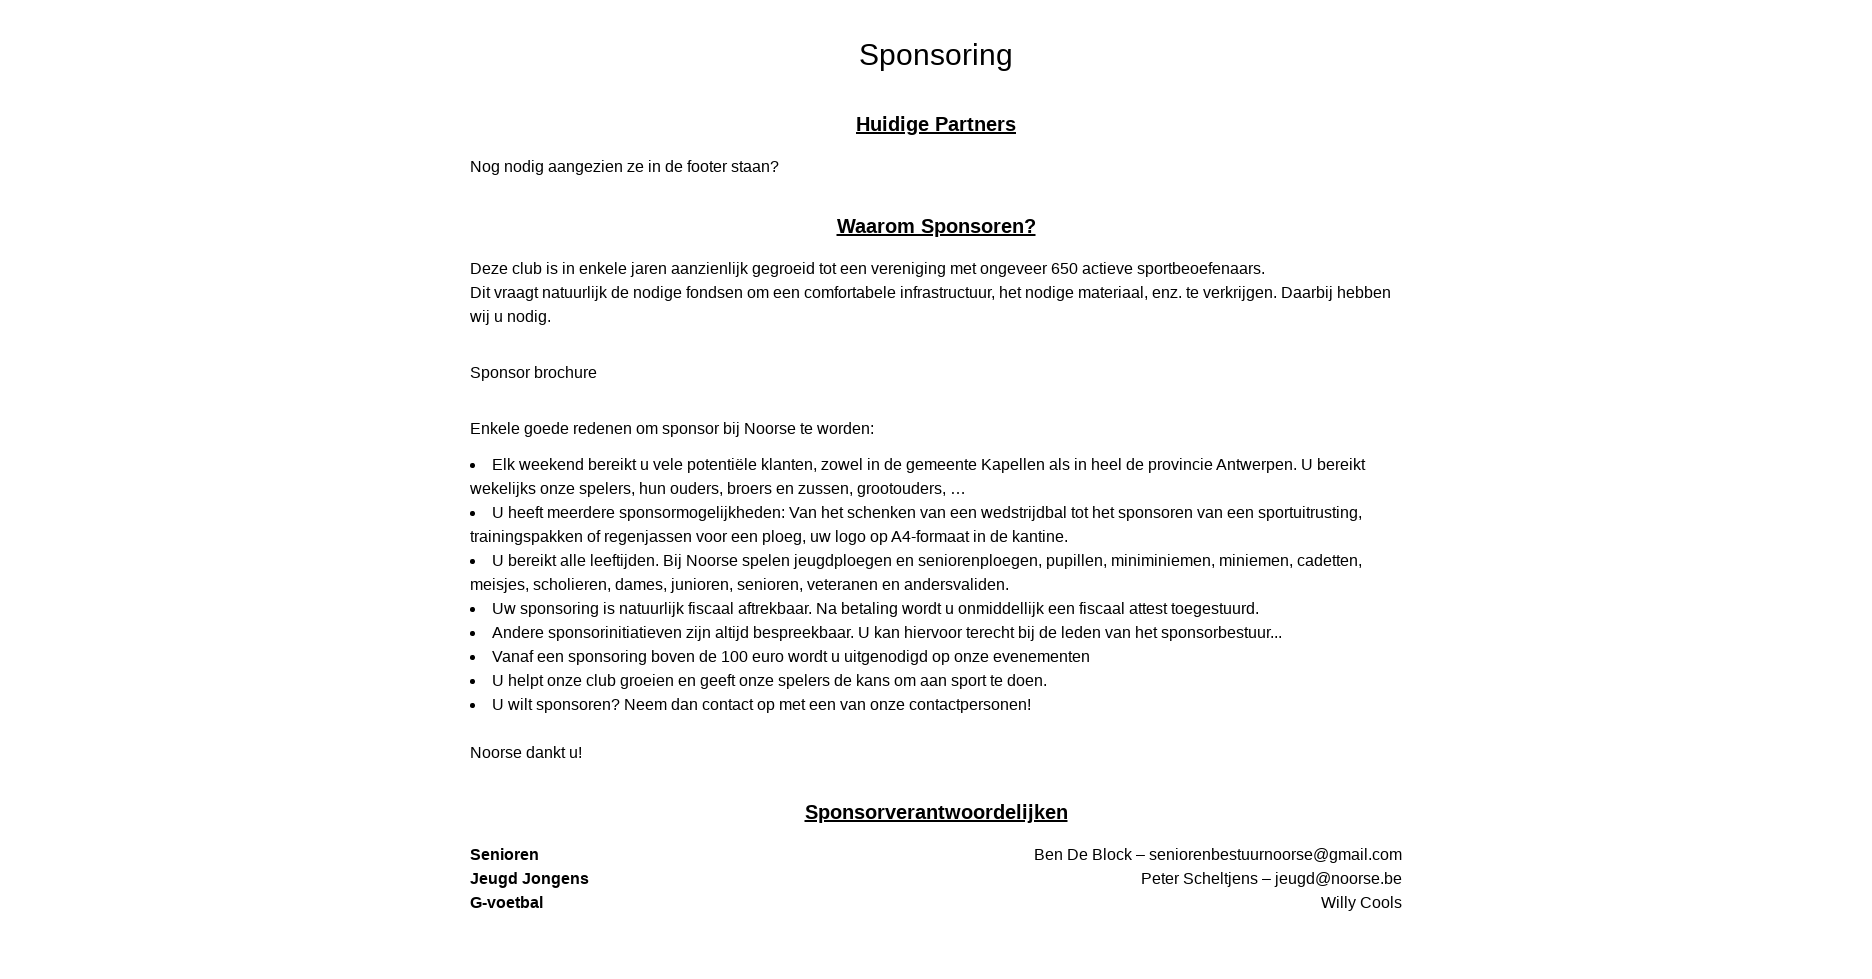 Sponsoring
Huidige Partners
Nog nodig aangezien ze in de footer staan?
Waarom Sponsoren?
Deze club is in enkele jaren aanzienlijk gegroeid tot een vereniging met ongeveer 650 actieve sportbeoefenaars.
Dit vraagt natuurlijk de nodige fondsen om een comfortabele infrastructuur, het nodige materiaal, enz. te verkrijgen. Daarbij hebben
wij u nodig.
Sponsor brochure
Enkele goede redenen om sponsor bij Noorse te worden:
• Elk weekend bereikt u vele potentiële klanten, zowel in de gemeente Kapellen als in heel de provincie Antwerpen. U bereikt
wekelijks onze spelers, hun ouders, broers en zussen, grootouders, …
• U heeft meerdere sponsormogelijkheden: Van het schenken van een wedstrijdbal tot het sponsoren van een sportuitrusting,
trainingspakken of regenjassen voor een ploeg, uw logo op A4-formaat in de kantine.
• U bereikt alle leeftijden. Bij Noorse spelen jeugdploegen en seniorenploegen, pupillen, miniminiemen, miniemen, cadetten,
meisjes, scholieren, dames, junioren, senioren, veteranen en andersvaliden.
• Uw sponsoring is natuurlijk fiscaal aftrekbaar. Na betaling wordt u onmiddellijk een fiscaal attest toegestuurd.
• Andere sponsorinitiatieven zijn altijd bespreekbaar. U kan hiervoor terecht bij de leden van het sponsorbestuur...
• Vanaf een sponsoring boven de 100 euro wordt u uitgenodigd op onze evenementen
• U helpt onze club groeien en geeft onze spelers de kans om aan sport te doen.
• U wilt sponsoren? Neem dan contact op met een van onze contactpersonen!
Noorse dankt u!
Sponsorverantwoordelijken
Senioren Ben De Block – seniorenbestuurnoorse@gmail.com
Jeugd Jongens Peter Scheltjens – jeugd@noorse.be
G-voetbal Willy Cools